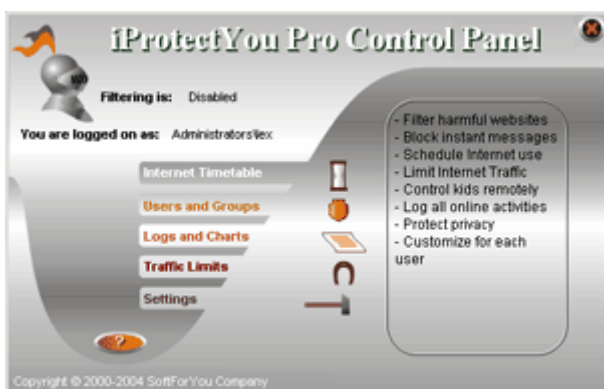 iProtectYou Pro Control Panel
Filtering is: Disabled
You are logged on as: Administrators\lex
Internet Timetable
Users and Groups
Logs and Charts
Traffic Limits
Settings
?
- Filter harmful websites
- Block instant messages
- Schedule Internet use
- Limit Internet Traffic
- Control kids remotely
- Log all online activities
- Protect privacy
- Customize for each
user
Copyright © 2000-2004 SoftForYou Company